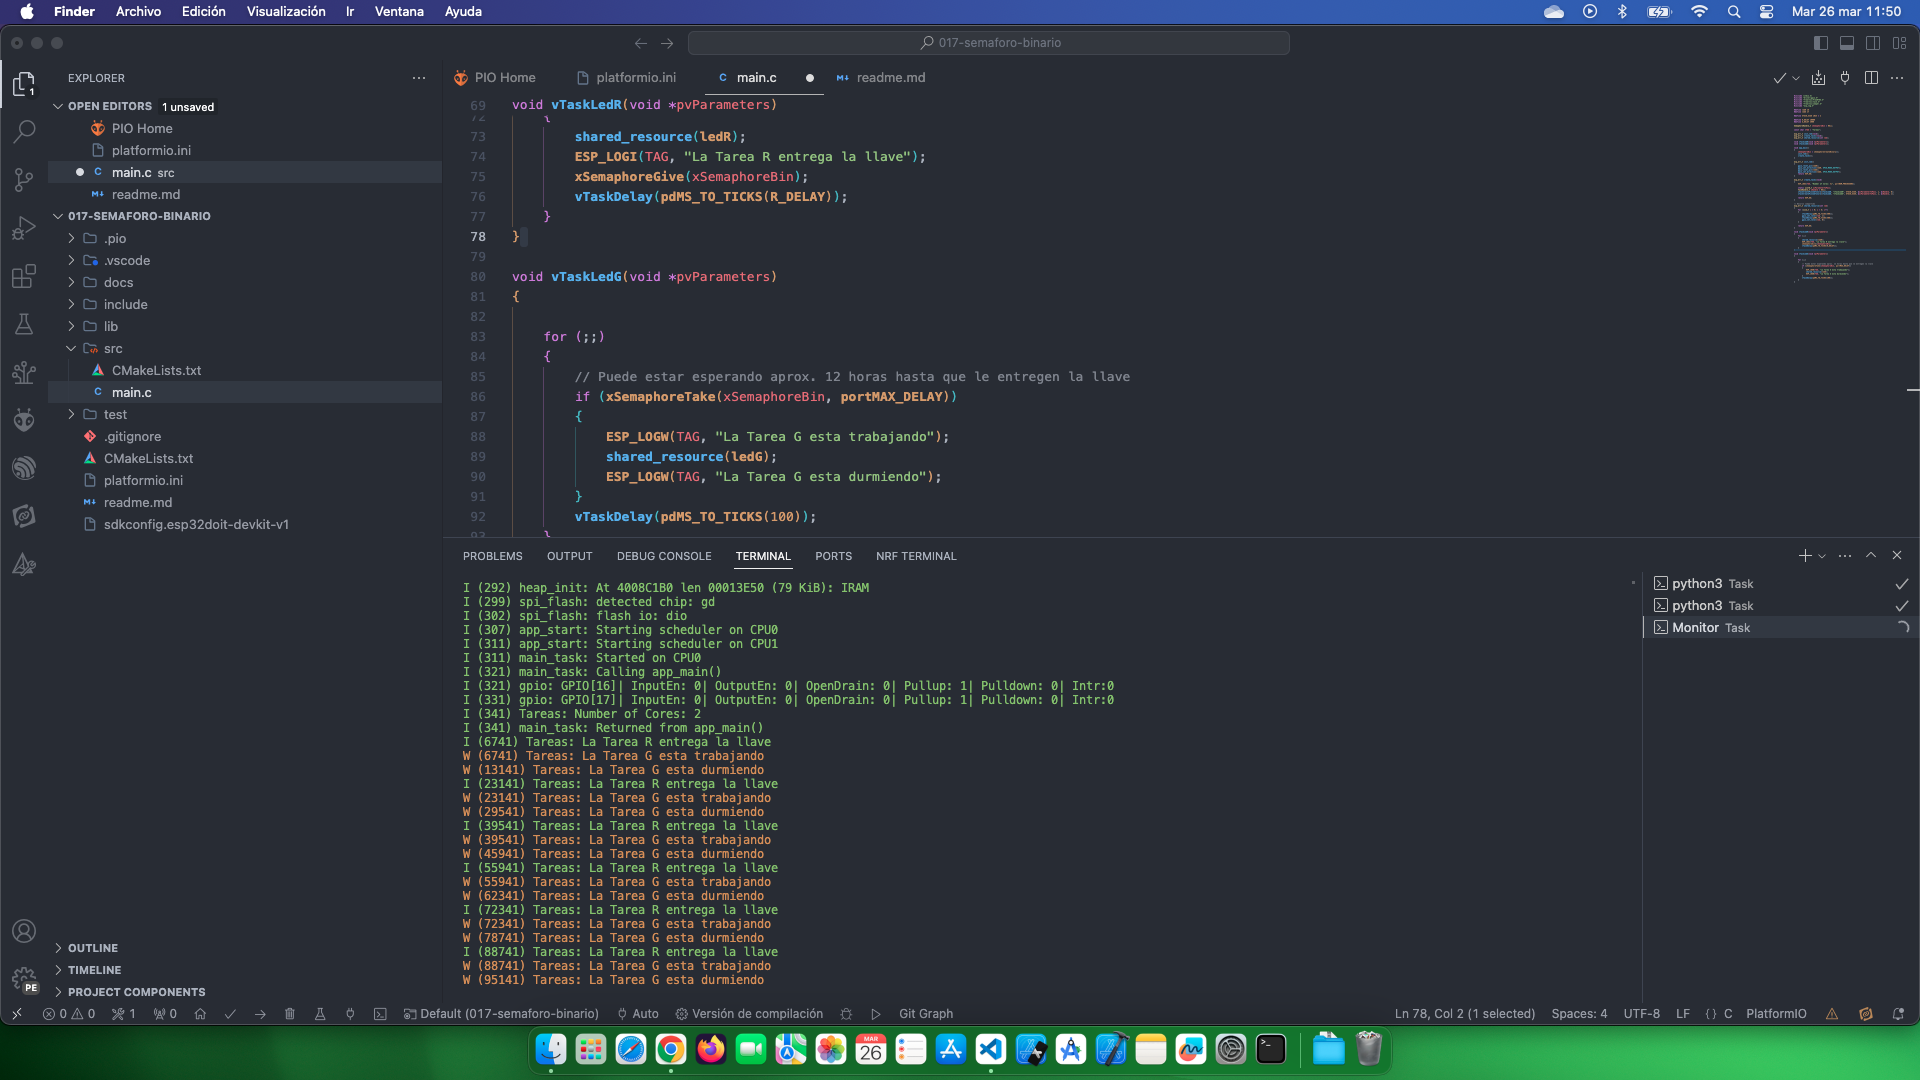 Finder Archivo Edición Visualización Ir Ventana Ayuda
Mar 26 mar 11:50
017-semaforo-binario
EXPLORER
OPEN EDITORS 1 unsaved
PIO Home
platformio.ini
main.c src
readme.md
017-SEMAFORO-BINARIO
.pio
.vscode
docs
include
lib
src
CMakeLists.txt
main.c
test
.gitignore
CMakeLists.txt
platformio.ini
readme.md
sdkconfig.esp32doit-devkit-v1
OUTLINE
TIMELINE
PROJECT COMPONENTS
1
PE
PIO Home platformio.ini C main.c readme.md
69 void vTaskLedR(void *pvParameters)
72 {
73 shared_resource(ledR);
74 ESP_LOGI(TAG, "La Tarea R entrega la llave");
75 xSemaphoreGive(xSemaphoreBin);
76 vTaskDelay(pdMS_TO_TICKS(R_DELAY));
77 }
78 }
79
80 void vTaskLedG(void *pvParameters)
81 {
82
83 for (;;)
84 {
85 // Puede estar esperando aprox. 12 horas hasta que le entregen la llave
86 if (xSemaphoreTake(xSemaphoreBin, portMAX_DELAY))
87 {
88 ESP_LOGW(TAG, "La Tarea G esta trabajando");
89 shared_resource(ledG);
90 ESP_LOGW(TAG, "La Tarea G esta durmiendo");
91 }
92 vTaskDelay(pdMS_TO_TICKS(100));
93 }
PROBLEMS OUTPUT DEBUG CONSOLE TERMINAL PORTS NRF TERMINAL
I (292) heap_init: At 4008C1B0 len 00013E50 (79 KiB): IRAM
I (299) spi_flash: detected chip: gd
I (302) spi_flash: flash io: dio
I (307) app_start: Starting scheduler on CPU0
I (311) app_start: Starting scheduler on CPU1
I (311) main_task: Started on CPU0
I (321) main_task: Calling app_main()
I (321) gpio: GPIO[16]| InputEn: 0| OutputEn: 0| OpenDrain: 0| Pullup: 1| Pulldown: 0| Intr:0
I (331) gpio: GPIO[17]| InputEn: 0| OutputEn: 0| OpenDrain: 0| Pullup: 1| Pulldown: 0| Intr:0
I (341) Tareas: Number of Cores: 2
I (341) main_task: Returned from app_main()
I (6741) Tareas: La Tarea R entrega la llave
W (6741) Tareas: La Tarea G esta trabajando
W (13141) Tareas: La Tarea G esta durmiendo
I (23141) Tareas: La Tarea R entrega la llave
W (23141) Tareas: La Tarea G esta trabajando
W (29541) Tareas: La Tarea G esta durmiendo
I (39541) Tareas: La Tarea R entrega la llave
W (39541) Tareas: La Tarea G esta trabajando
W (45941) Tareas: La Tarea G esta durmiendo
I (55941) Tareas: La Tarea R entrega la llave
W (55941) Tareas: La Tarea G esta trabajando
W (62341) Tareas: La Tarea G esta durmiendo
I (72341) Tareas: La Tarea R entrega la llave
W (72341) Tareas: La Tarea G esta trabajando
W (78741) Tareas: La Tarea G esta durmiendo
I (88741) Tareas: La Tarea R entrega la llave
W (88741) Tareas: La Tarea G esta trabajando
W (95141) Tareas: La Tarea G esta durmiendo
python3 Task
python3 Task
Monitor Task
0 0 1 0 Default (017-semaforo-binario) Auto Versión de compilación Git Graph
Ln 78, Col 2 (1 selected) Spaces: 4 UTF-8 LF {} C PlatformIO
MAR
26